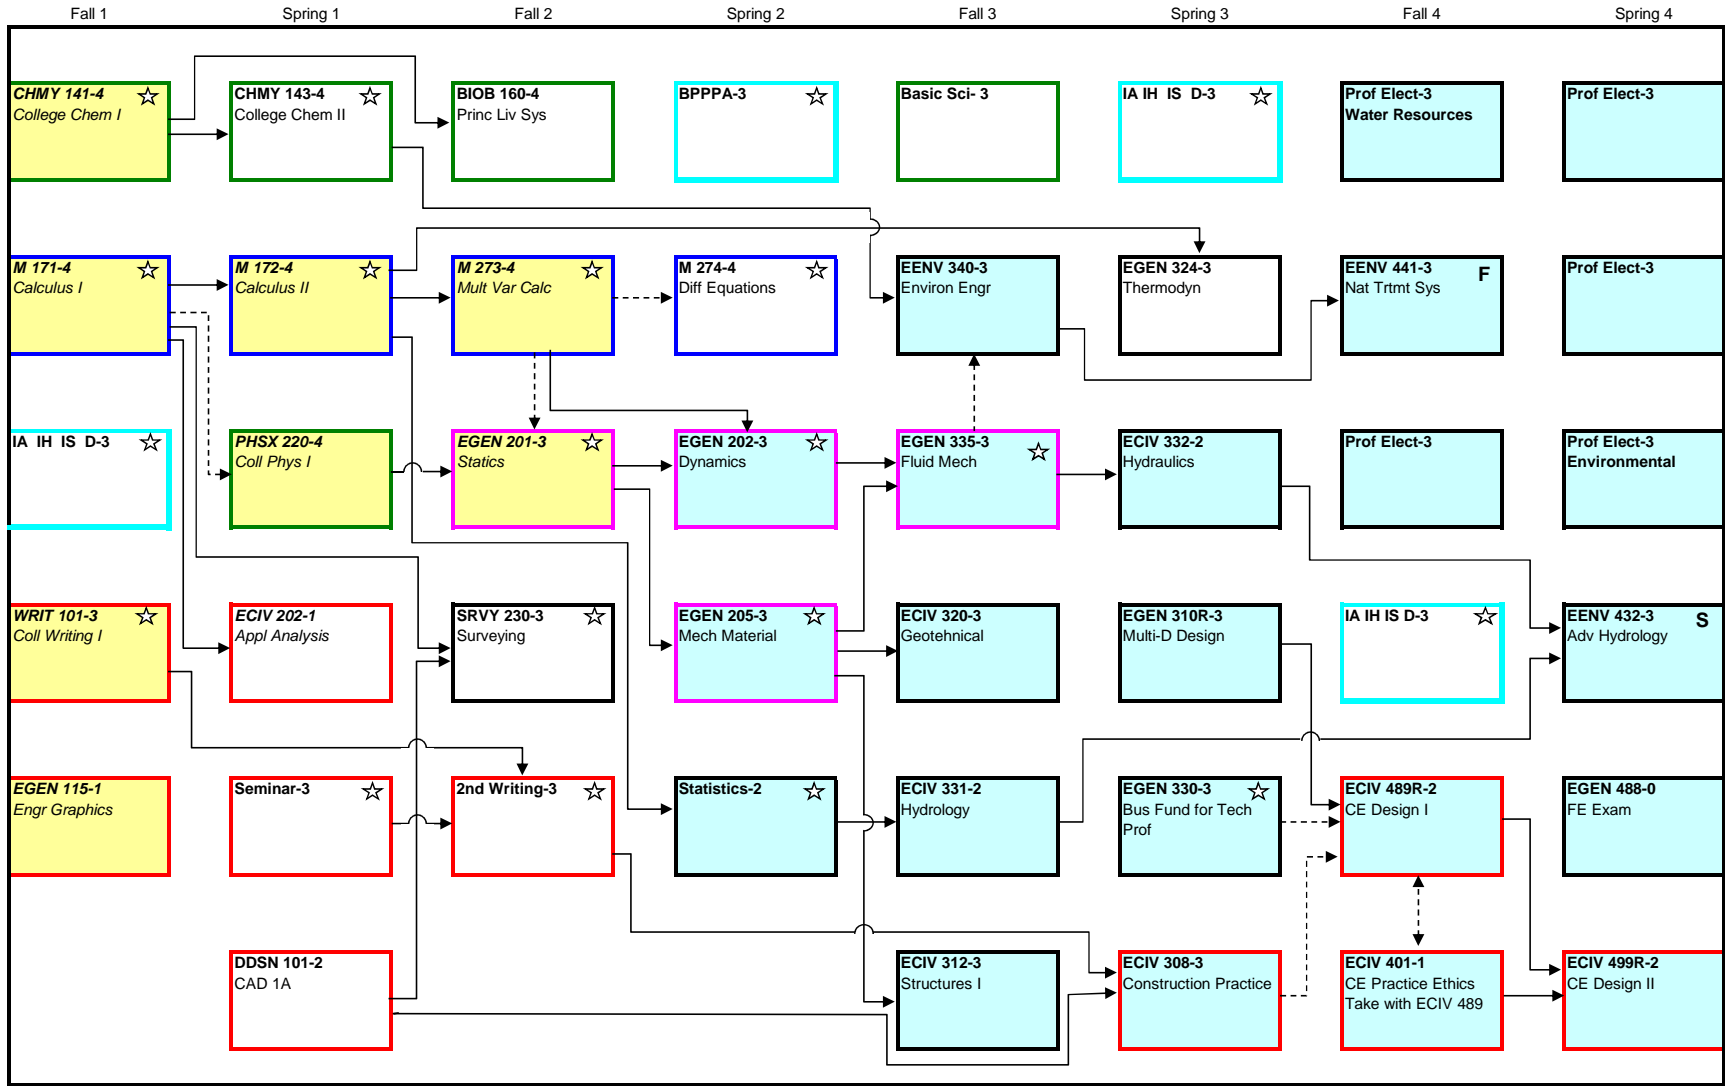 Fall 1
Spring 1
Fall 2
Spring 2
Fall 3
Spring 3
Fall 4
Spring 4
CHMY 141-4
College Chem I
CHMY 143-4
College Chem II
BIOB 160-4
Princ Liv Sys
BPPPA-3
Basic Sci- 3
IA IH IS D-3
Prof Elect-3
Water Resources
Prof Elect-3
M 171-4
Calculus I
M 172-4
Calculus II
M 273-4
Mult Var Calc
M 274-4
Diff Equations
EENV 340-3
Environ Engr
EGEN 324-3
Thermodyn
EENV 441-3 F
Nat Trtmt Sys
Prof Elect-3
IA IH IS D-3
PHSX 220-4
Coll Phys I
EGEN 201-3
Statics
EGEN 202-3
Dynamics
EGEN 335-3
Fluid Mech
ECIV 332-2
Hydraulics
Prof Elect-3
Prof Elect-3
Environmental
WRIT 101-3
Coll Writing I
ECIV 202-1
Appl Analysis
SRVY 230-3
Surveying
EGEN 205-3
Mech Material
ECIV 320-3
Geotehnical
EGEN 310R-3
Multi-D Design
IA IH IS D-3
EENV 432-3 S
Adv Hydrology
EGEN 115-1
Engr Graphics
Seminar-3
2nd Writing-3
Statistics-2
ECIV 331-2
Hydrology
EGEN 330-3
Bus Fund for Tech
Prof
ECIV 489R-2
CE Design I
EGEN 488-0
FE Exam
DDSN 101-2
CAD 1A
ECIV 312-3
Structures I
ECIV 308-3
Construction Practice
ECIV 401-1
CE Practice Ethics
Take with ECIV 489
ECIV 499R-2
CE Design II